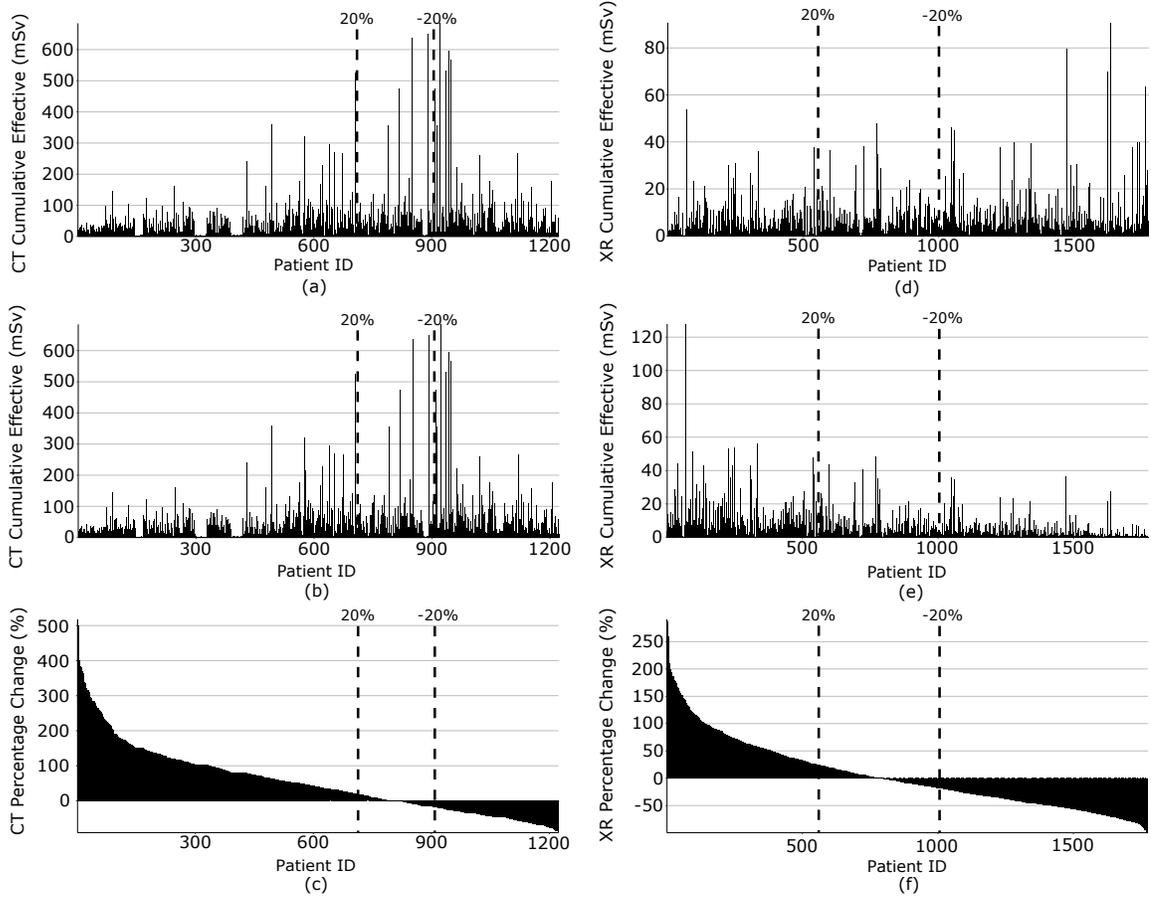 CT Cumulative Effective (mSv)
20% -20%
600
500
400
300
200
100
0
300 600 900 1200
Patient ID
(a)
XR Cumulative Effective (mSv)
20% -20%
80
60
40
20
0
500 1000 1500
Patient ID
(d)
CT Cumulative Effective (mSv)
20% -20%
600
500
400
300
200
100
0
300 600 900 1200
Patient ID
(b)
XR Cumulative Effective (mSv)
20% -20%
120
100
80
60
40
20
0
500 1000 1500
Patient ID
(e)
CT Percentage Change (%)
20% -20%
500
400
300
200
100
0
300 600 900 1200
Patient ID
(c)
XR Percentage Change (%)
20% -20%
250
200
150
100
50
0
-50
500 1000 1500
Patient ID
(f)